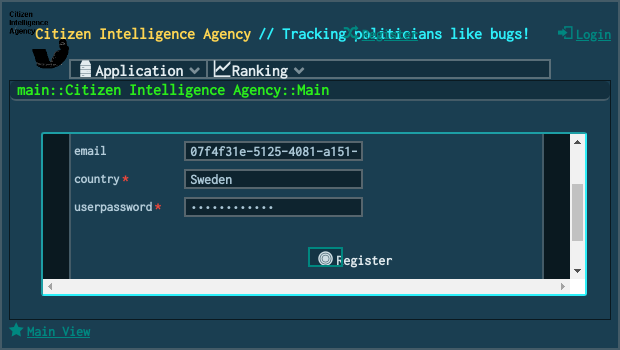 Citizen
Intelligence
Agency
Citizen Intelligence Agency // Tracking politicians like bugs!
Register
Login
Application
Ranking
main::Citizen Intelligence Agency::Main
email 07f4f31e-5125-4081-a151-
country* Sweden
userpassword* ••••••••••••
Register
Main View